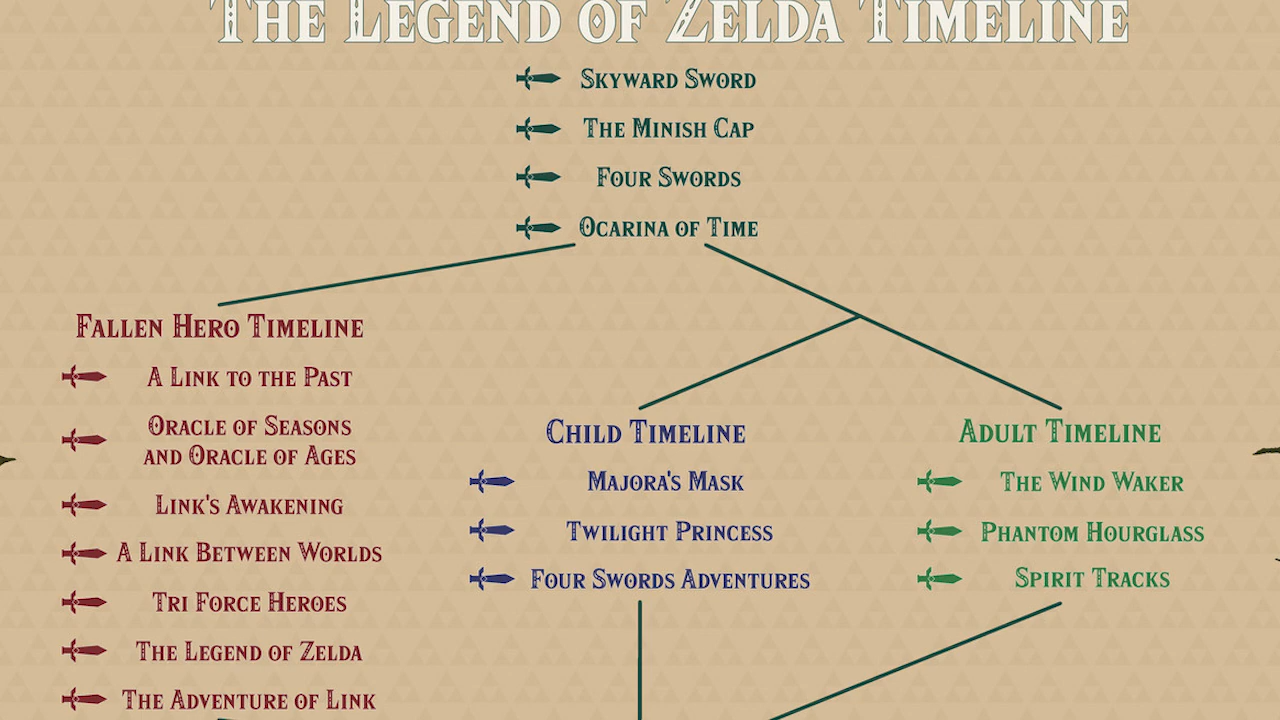 The Legend of Zelda Timeline
Skyward Sword
The Minish Cap
Four Swords
Ocarina of Time
Fallen Hero Timeline
A Link to the Past
Oracle of Seasons
and Oracle of Ages
Link's Awakening
A Link Between Worlds
Tri Force Heroes
The Legend of Zelda
The Adventure of Link
Child Timeline
Majora's Mask
Twilight Princess
Four Swords Adventures
Adult Timeline
The Wind Waker
Phantom Hourglass
Spirit Tracks